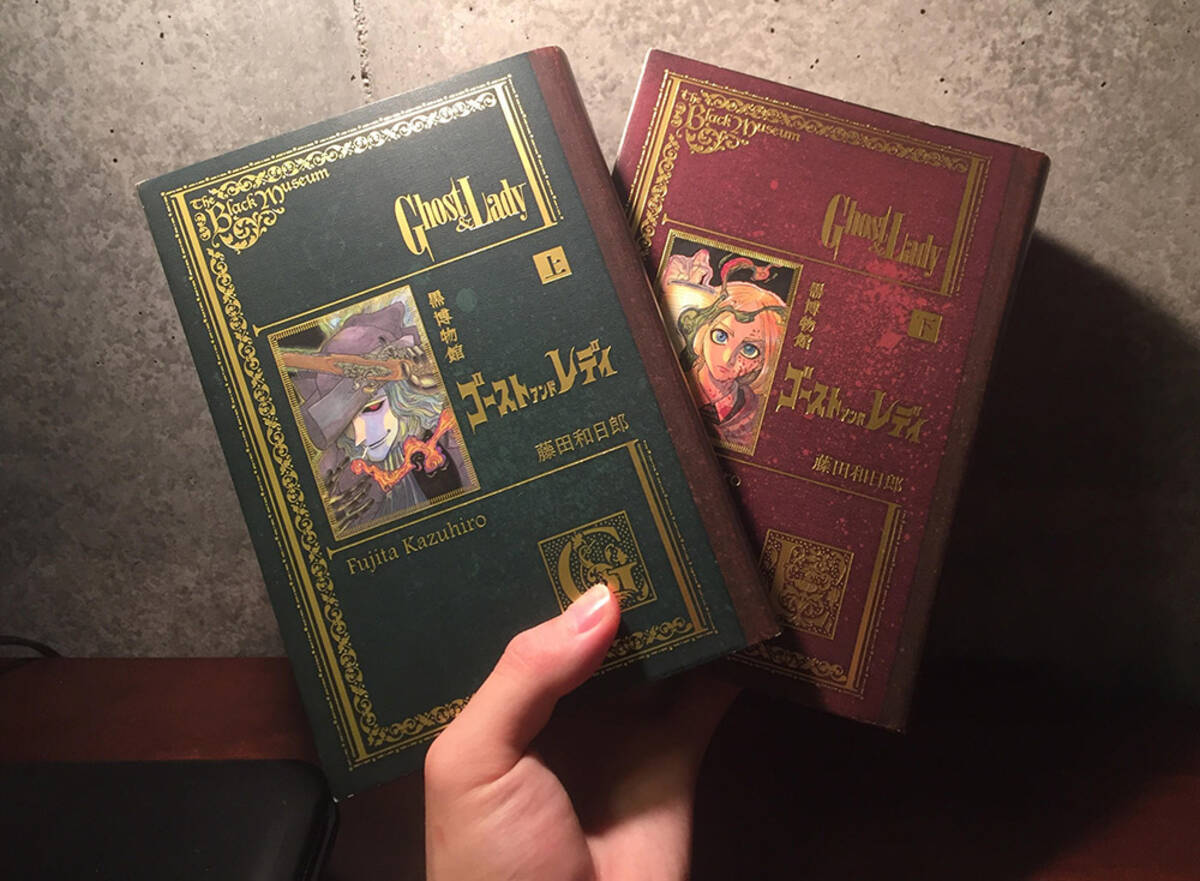 The
Black Museum
Ghost
&Lady
上
黒博物館
ゴーストアンドレディ
藤田和日郎
Fujita Kazuhiro
G
The
Black Museum
Ghost
&Lady
下
黒博物館
ゴーストアンドレディ
藤田和日郎
L